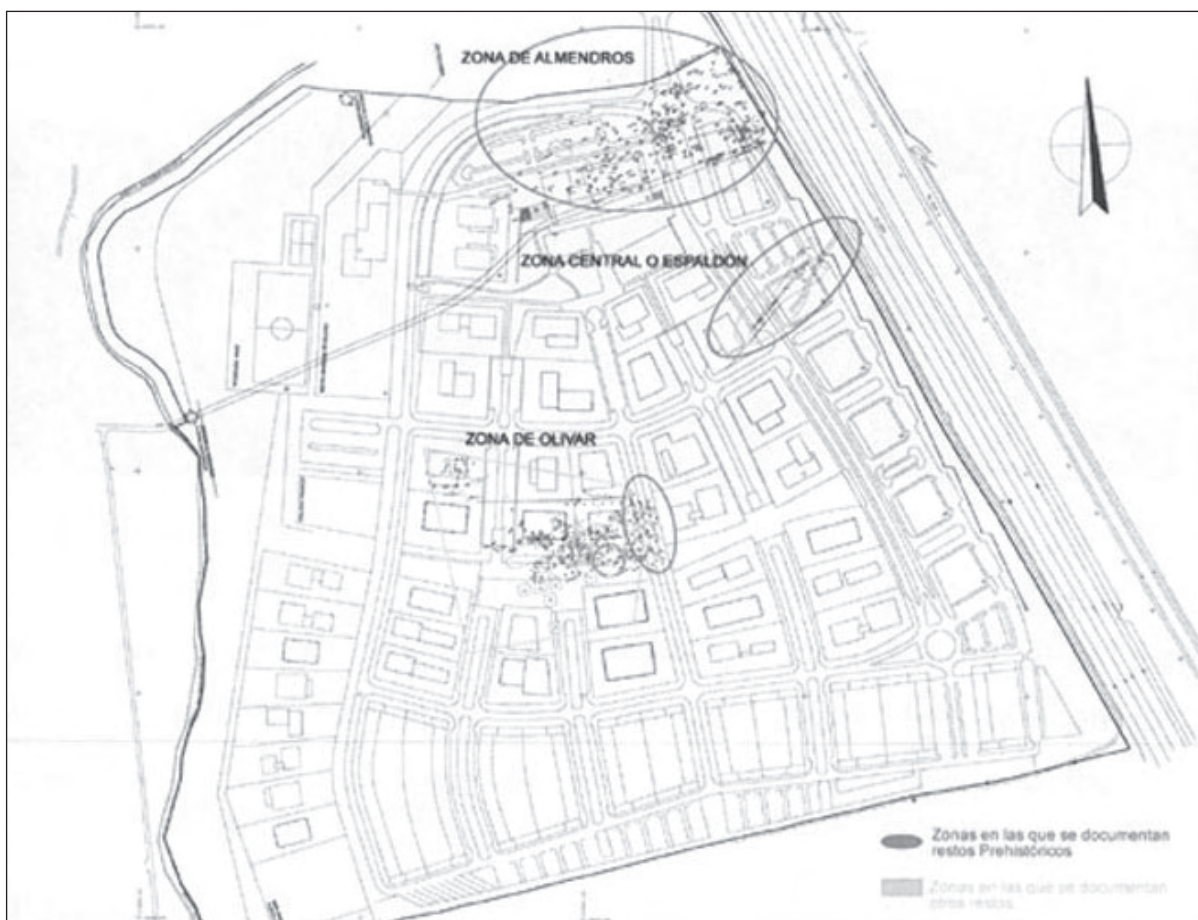 ZONA DE ALMENDROS
ZONA CENTRAL O ESPALDÓN
ZONA DE OLIVAR
Zonas en las que se documentan
restos Prehistóricos
Zonas en las que se documentan
otros restos